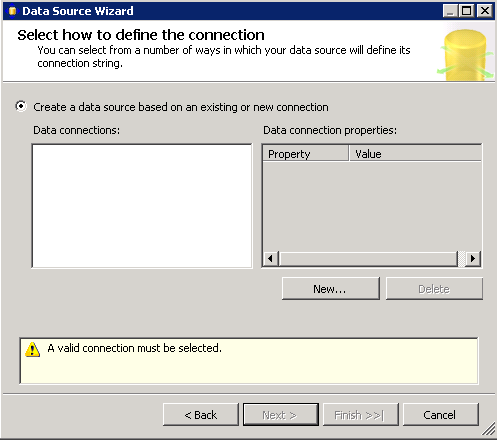 Data Source Wizard
Select how to define the connection
You can select from a number of ways in which your data source will define its
connection string.
Create a data source based on an existing or new connection
Data connections:
Data connection properties:
Property Value
New... Delete
A valid connection must be selected.
< Back Next > Finish >>| Cancel